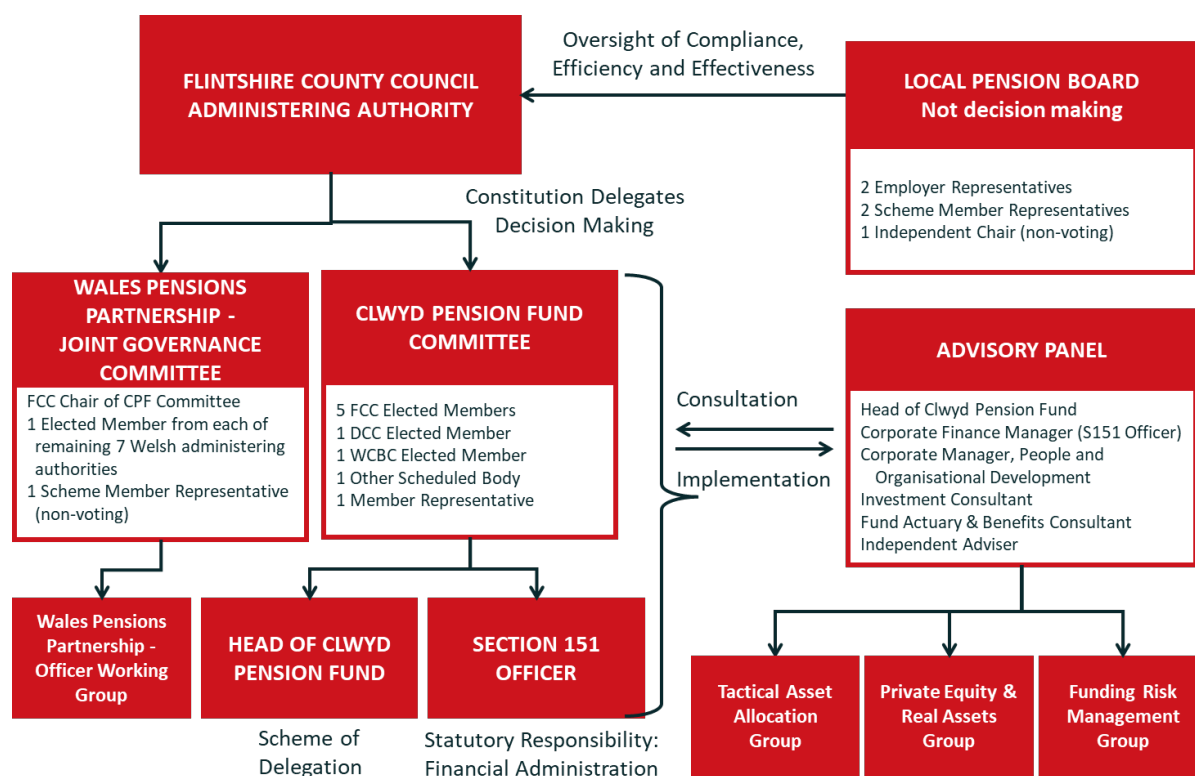 FLINTSHIRE COUNTY COUNCIL
ADMINISTERING AUTHORITY
Oversight of Compliance,
Efficiency and Effectiveness
LOCAL PENSION BOARD
Not decision making
2 Employer Representatives
2 Scheme Member Representatives
1 Independent Chair (non-voting)
Constitution Delegates
Decision Making
WALES PENSIONS
PARTNERSHIP -
JOINT GOVERNANCE
COMMITTEE
FCC Chair of CPF Committee
1 Elected Member from each of
remaining 7 Welsh administering
authorities
1 Scheme Member Representative
(non-voting)
CLWYD PENSION FUND
COMMITTEE
5 FCC Elected Members
1 DCC Elected Member
1 WCBC Elected Member
1 Other Scheduled Body
1 Member Representative
Consultation
Implementation
ADVISORY PANEL
Head of Clwyd Pension Fund
Corporate Finance Manager (S151 Officer)
Corporate Manager, People and
Organisational Development
Investment Consultant
Fund Actuary & Benefits Consultant
Independent Adviser
Wales Pensions
Partnership -
Officer Working
Group
HEAD OF CLWYD
PENSION FUND
SECTION 151
OFFICER
Scheme of
Delegation
Statutory Responsibility:
Financial Administration
Tactical Asset
Allocation
Group
Private Equity &
Real Assets
Group
Funding Risk
Management
Group